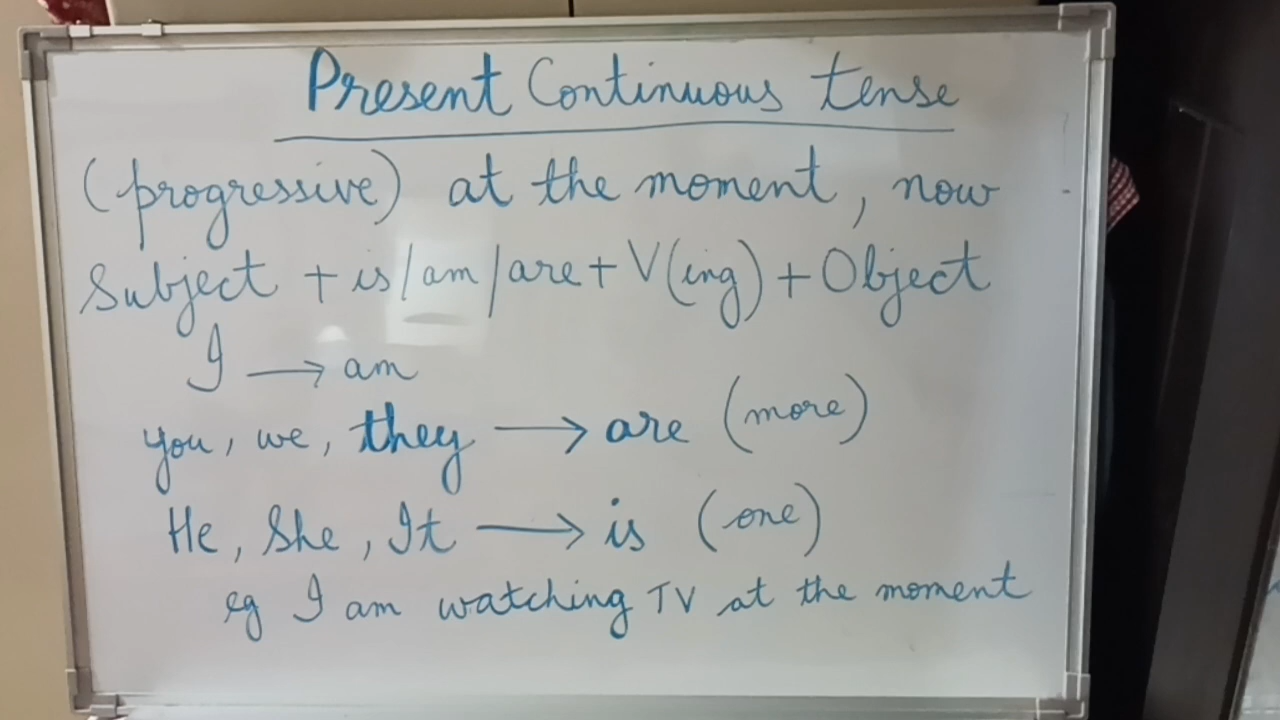 Present Continuous tense
(progressive) at the moment, now
Subject + is/am/are + V(ing) + Object
I → am
you, we, they → are (more)
He, She, It → is (one)
eg I am watching TV at the moment